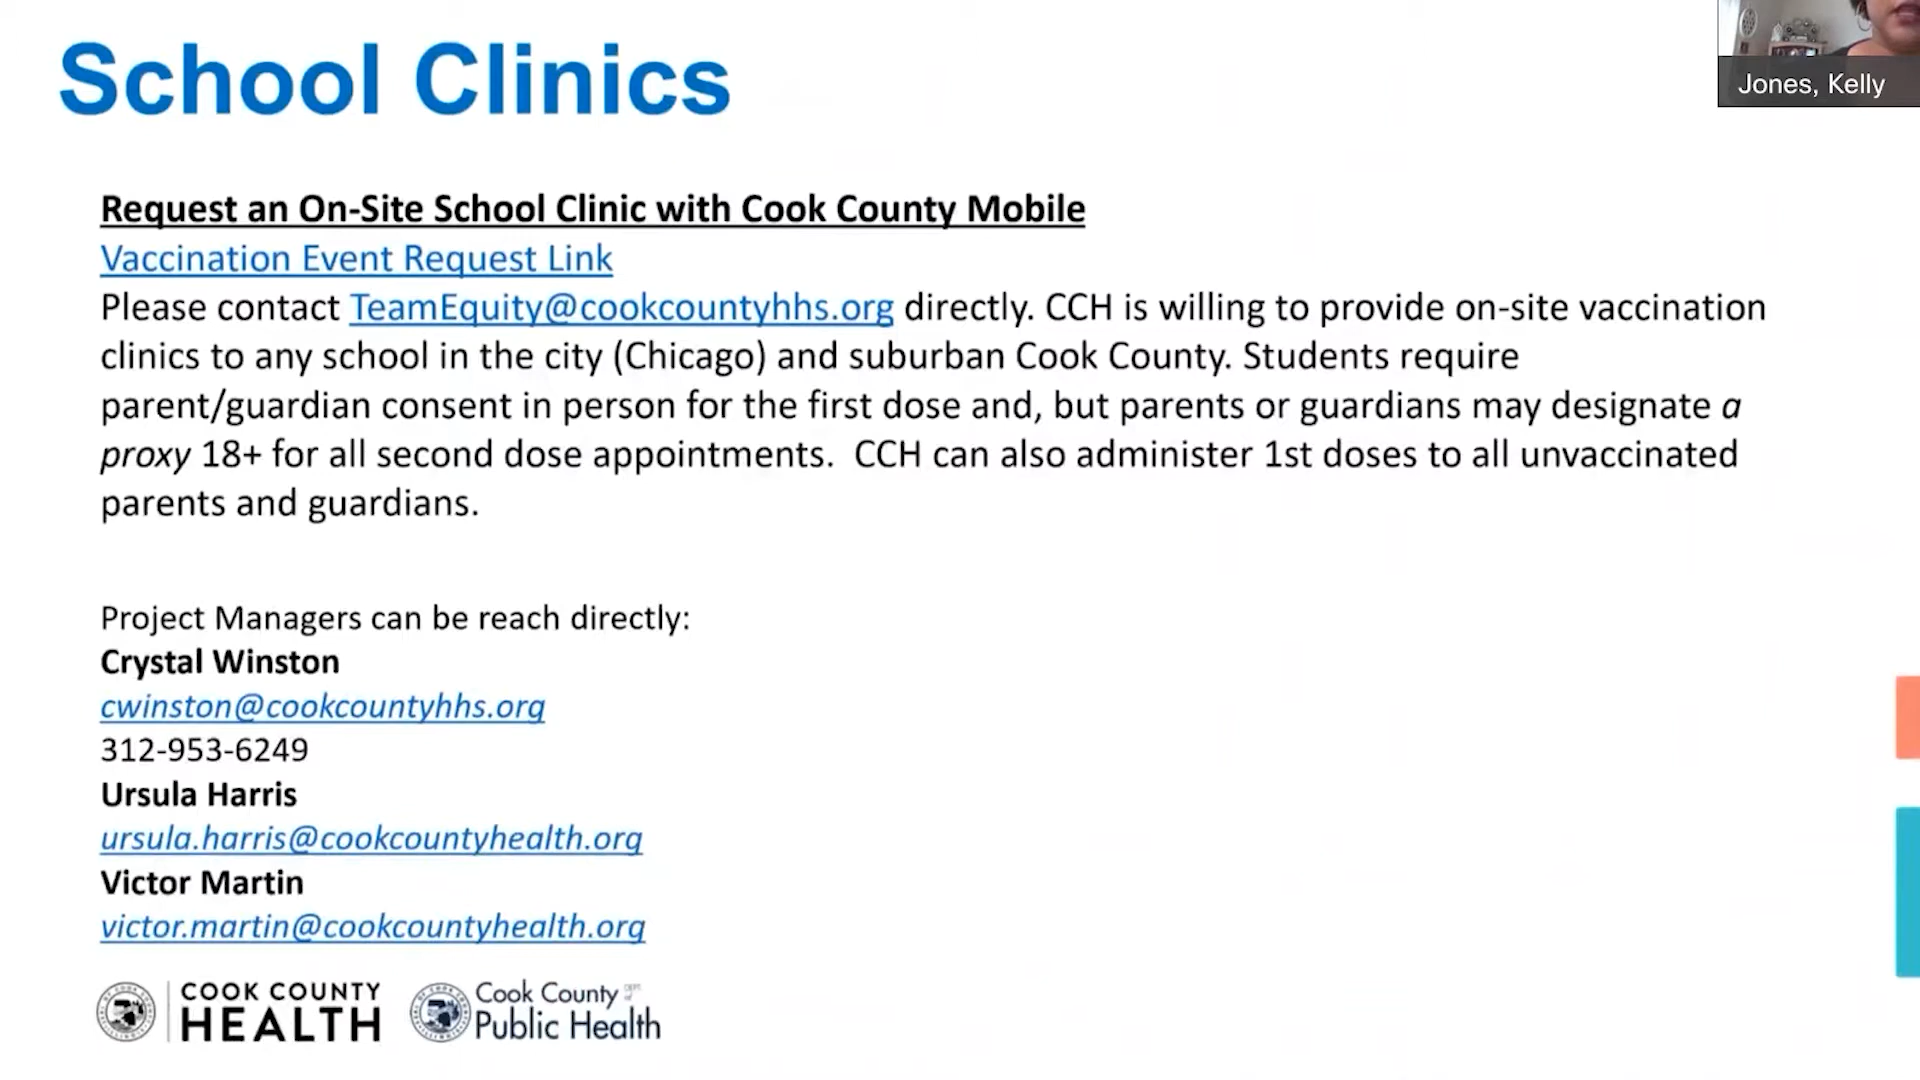 School Clinics
Jones, Kelly
Request an On-Site School Clinic with Cook County Mobile
Vaccination Event Request Link
Please contact TeamEquity@cookcountyhhs.org directly. CCH is willing to provide on-site vaccination
clinics to any school in the city (Chicago) and suburban Cook County. Students require
parent/guardian consent in person for the first dose and, but parents or guardians may designate a
proxy 18+ for all second dose appointments.  CCH can also administer 1st doses to all unvaccinated
parents and guardians.
Project Managers can be reach directly:
Crystal Winston
cwinston@cookcountyhhs.org
312-953-6249
Ursula Harris
ursula.harris@cookcountyhealth.org
Victor Martin
victor.martin@cookcountyhealth.org
COOK COUNTY
HEALTH
Cook County
Public Health